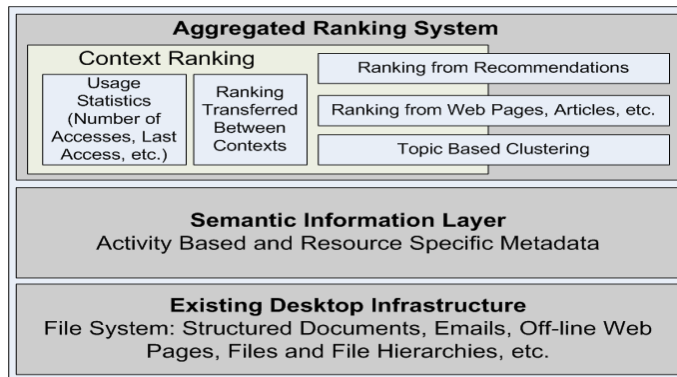 Aggregated Ranking System
Context Ranking
Usage
Statistics
(Number of
Accesses, Last
Access, etc.)
Ranking
Transferred
Between
Contexts
Ranking from Recommendations
Ranking from Web Pages, Articles, etc.
Topic Based Clustering
Semantic Information Layer
Activity Based and Resource Specific Metadata
Existing Desktop Infrastructure
File System: Structured Documents, Emails, Off-line Web
Pages, Files and File Hierarchies, etc.